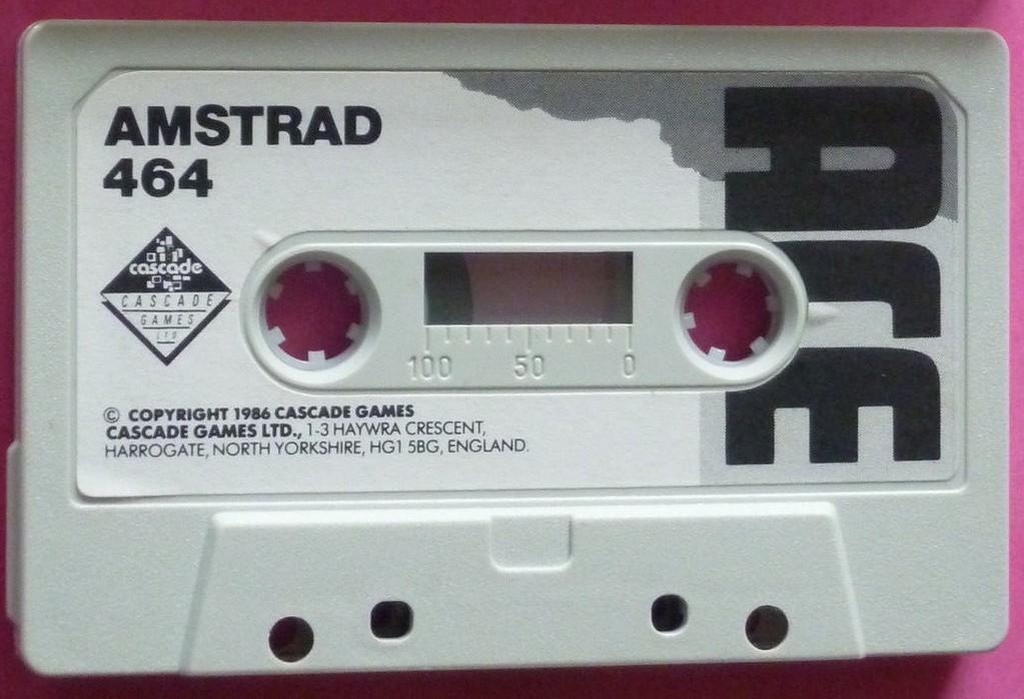 AMSTRAD
464
cascade
CASCADE
GAMES
LTD
ACE
100 50 0
© COPYRIGHT 1986 CASCADE GAMES
CASCADE GAMES LTD., 1-3 HAYWRA CRESCENT,
HARROGATE, NORTH YORKSHIRE, HG1 5BG, ENGLAND.